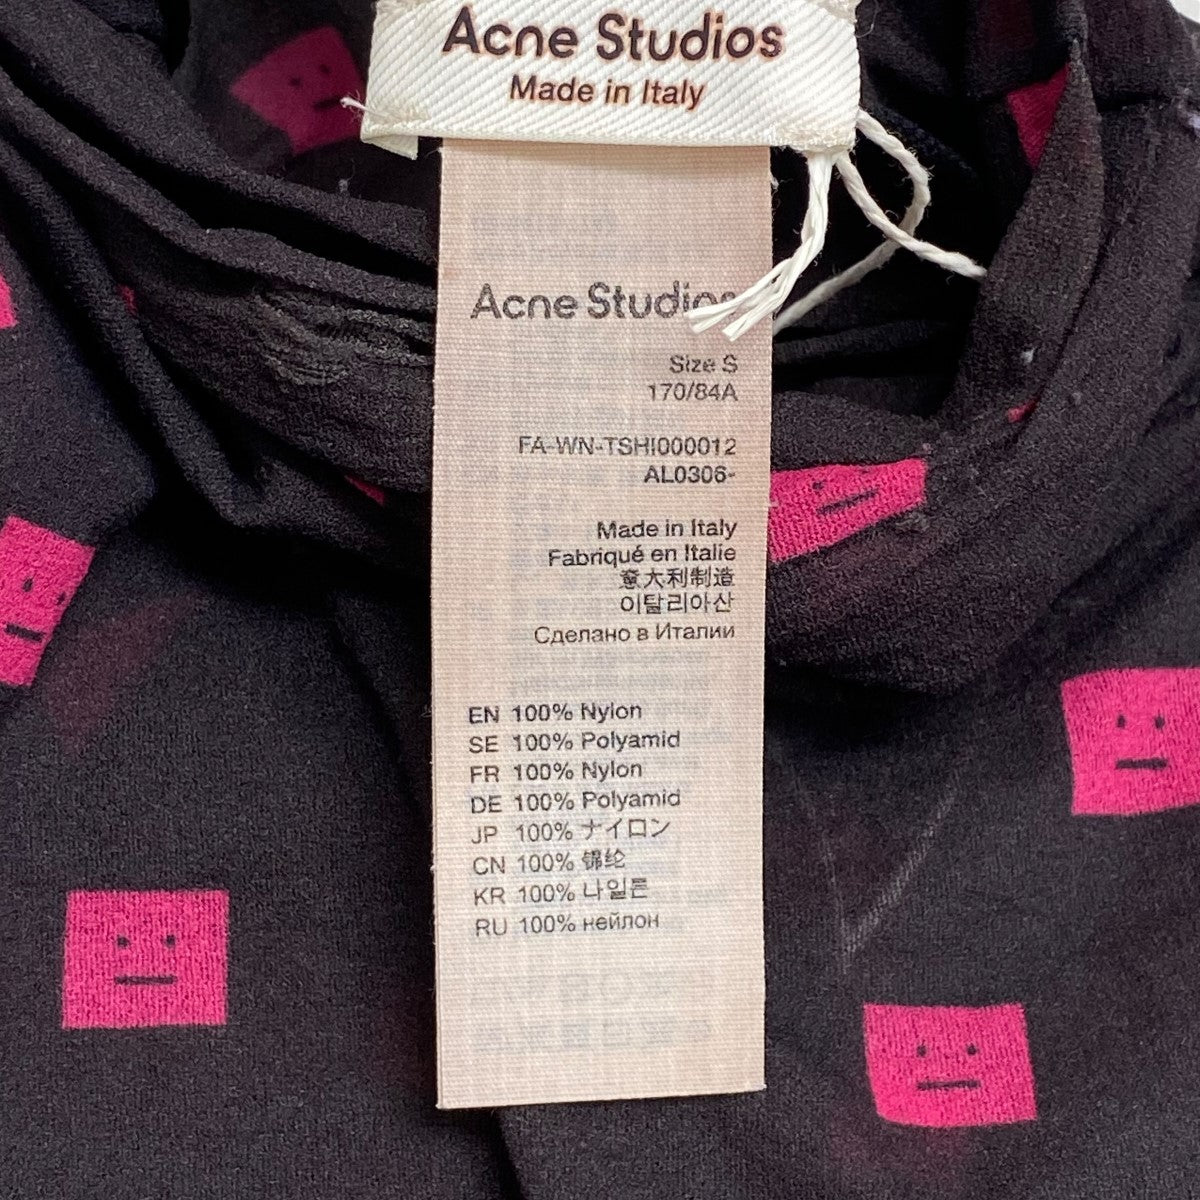 Acne Studios
Made in Italy
Acne Studios
Size S
170/84A
FA-WN-TSHI000012
AL0306-
Made in Italy
Fabriqué en Italie
意大利制造
이탈리아산
Сделано в Италии
EN 100% Nylon
SE 100% Polyamid
FR 100% Nylon
DE 100% Polyamid
JP 100% ナイロン
CN 100% 锦纶
KR 100% 나일론
RU 100% нейлон